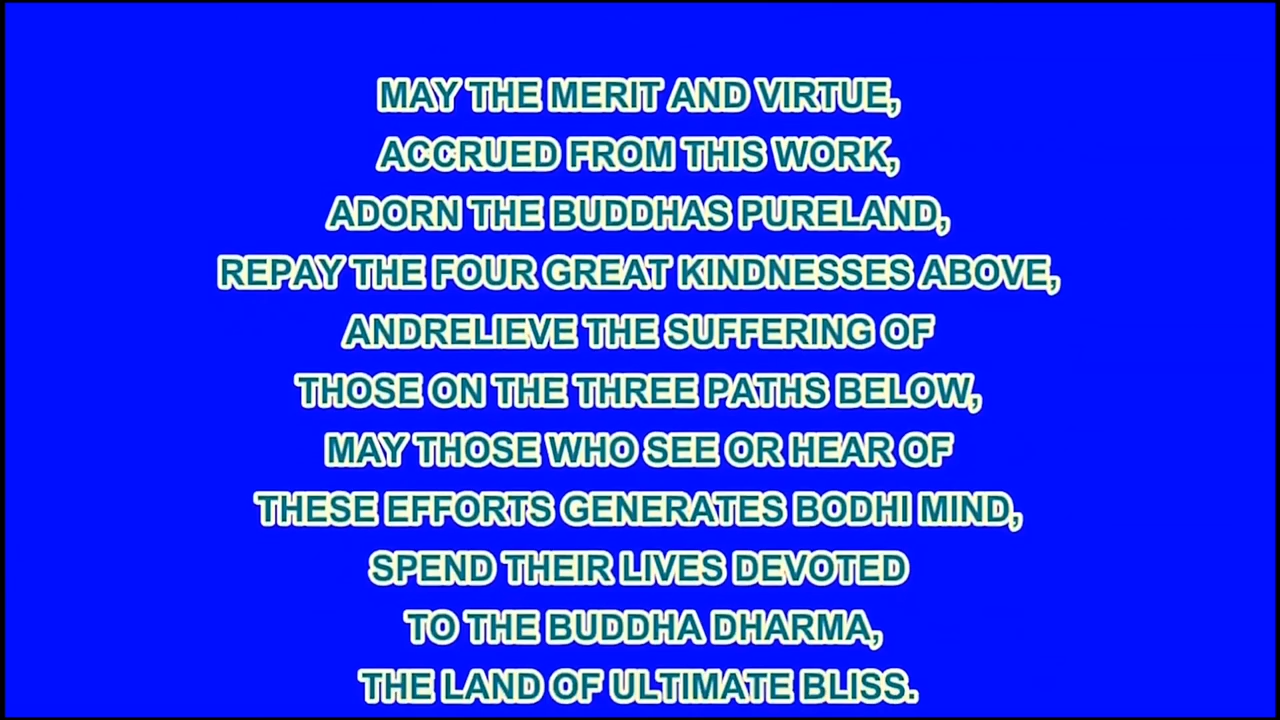 MAY THE MERIT AND VIRTUE,
ACCRUED FROM THIS WORK,
ADORN THE BUDDHAS PURELAND,
REPAY THE FOUR GREAT KINDNESSES ABOVE,
ANDRELIEVE THE SUFFERING OF
THOSE ON THE THREE PATHS BELOW,
MAY THOSE WHO SEE OR HEAR OF
THESE EFFORTS GENERATES BODHI MIND,
SPEND THEIR LIVES DEVOTED
TO THE BUDDHA DHARMA,
THE LAND OF ULTIMATE BLISS.